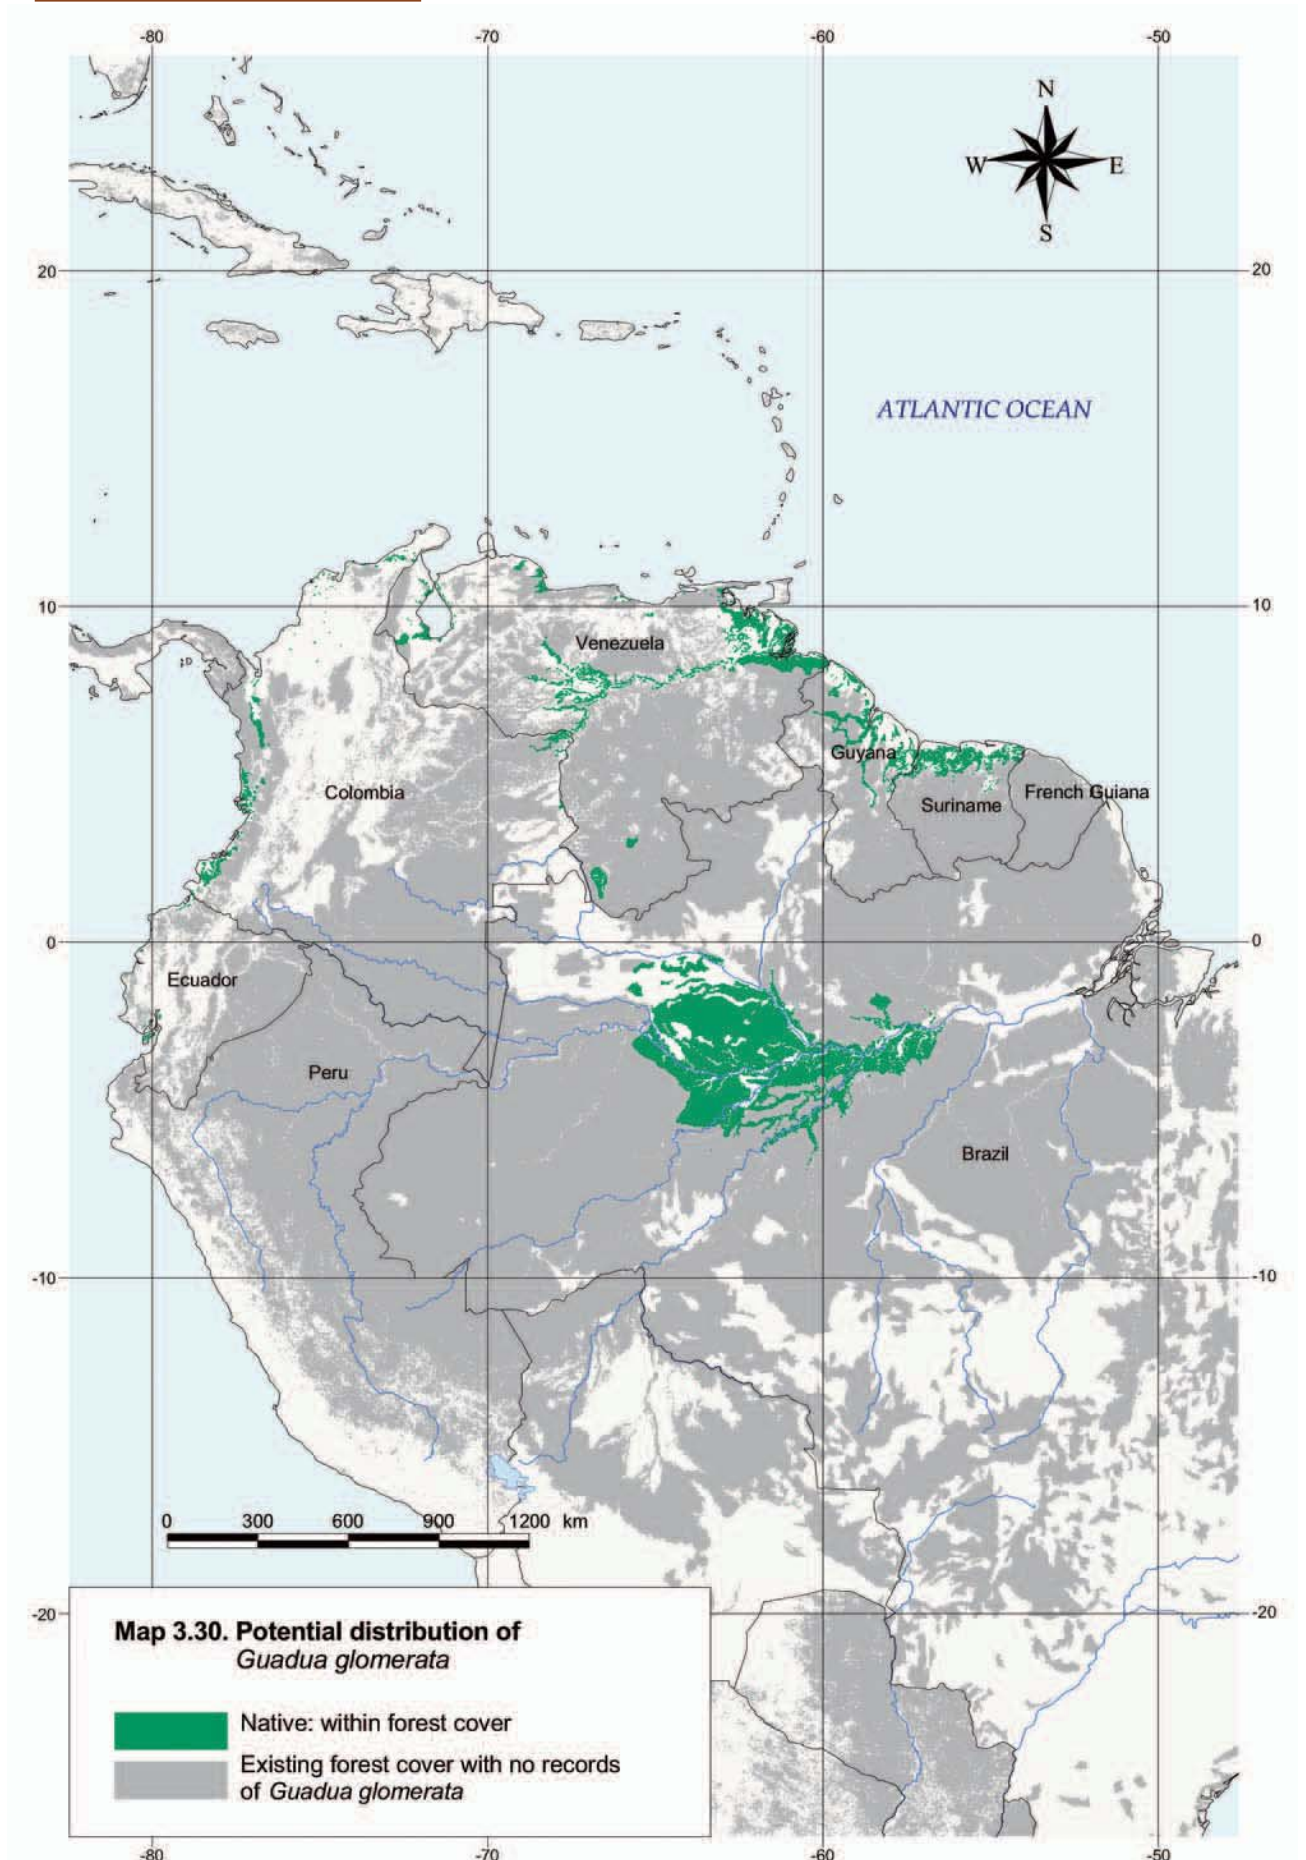 -80 -70 -60 -50
N
W E
S
20 20
ATLANTIC OCEAN
10 10
Venezuela
Guyana
Colombia
Suriname
French Guiana
0 0
Ecuador
Peru
Brazil
-10 -10
0 300 600 900 1200 km
-20 -20
Map 3.30. Potential distribution of
Guadua glomerata
Native: within forest cover
Existing forest cover with no records
of Guadua glomerata
-80 -70 -60 -50